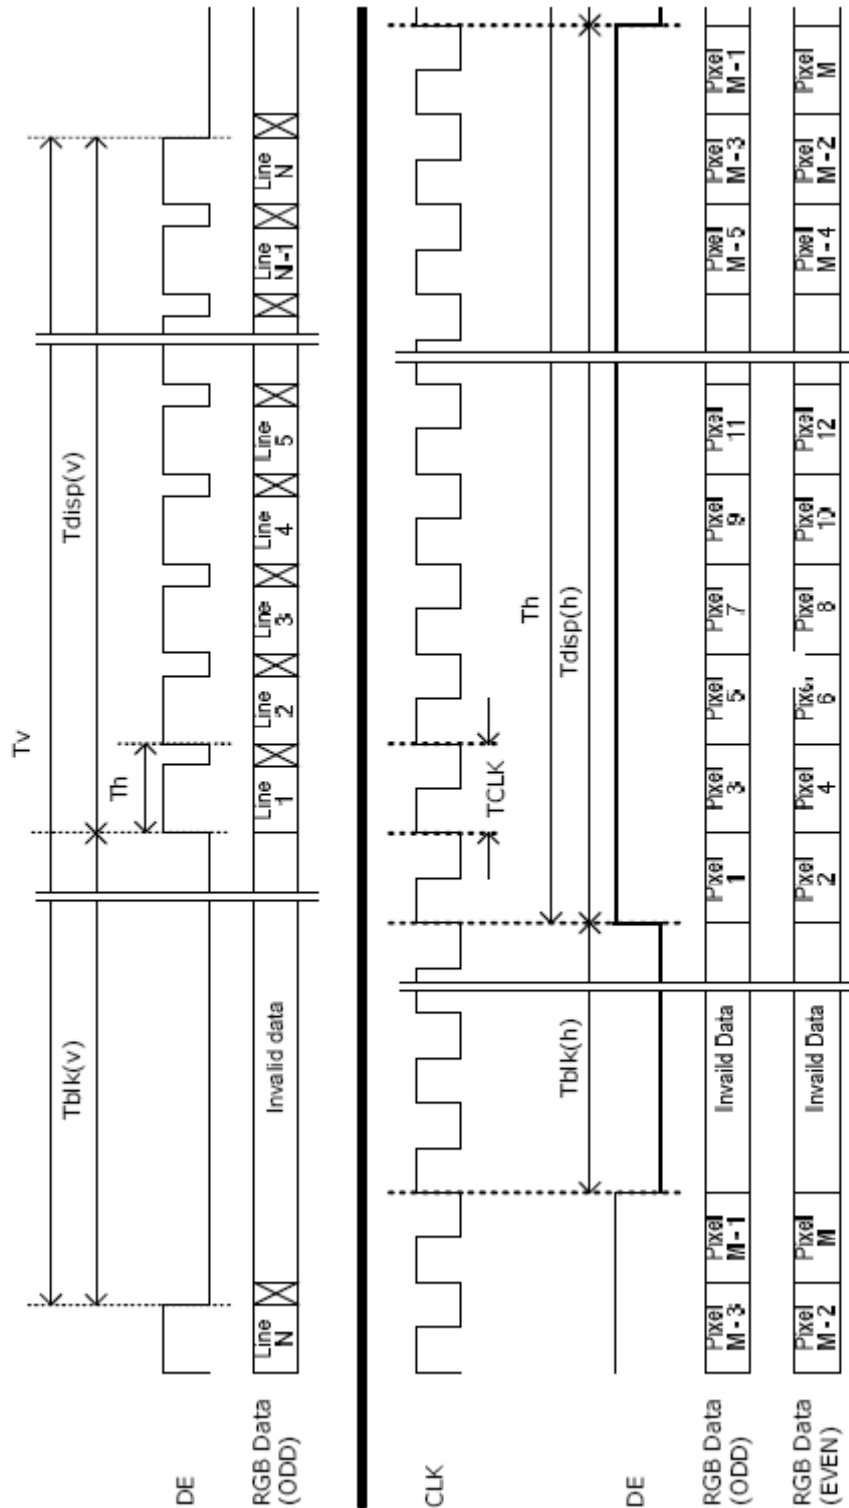 Tv
Tblk(v) Tdisp(v)
Th
DE
RGB Data
(ODD)
Line
N
Invalid data
Line
1
Line
2
Line
3
Line
4
Line
5
Line
N-1
Line
N
CLK
TCLK
Th
Tblk(h) Tdisp(h)
DE
RGB Data
(ODD)
Pixel
M-3
Pixel
M-1
Invaild Data
Pixel
1
Pixel
3
Pixel
5
Pixel
7
Pixel
9
Pixel
11
Pixel
M-5
Pixel
M-3
Pixel
M-1
RGB Data
(EVEN)
Pixel
M-2
Pixel
M
Invaild Data
Pixel
2
Pixel
4
Pixel
6
Pixel
8
Pixel
10
Pixel
12
Pixel
M-4
Pixel
M-2
Pixel
M